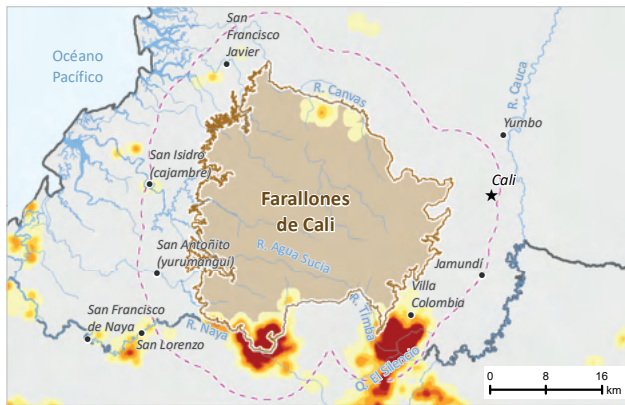 San
Francisco
Javier
Océano
Pacífico
R. Canvas
R. Cauca
Yumbo
San Isidro
(cajambre)
Cali
Farallones
de Cali
San Antoñito
(yurumanguí)
R. Agua Sucia
Jamundí
R. Timba
Villa
Colombia
San Francisco
de Naya
R. Naya
San Lorenzo
Q. El Silencio
0 8 16
km